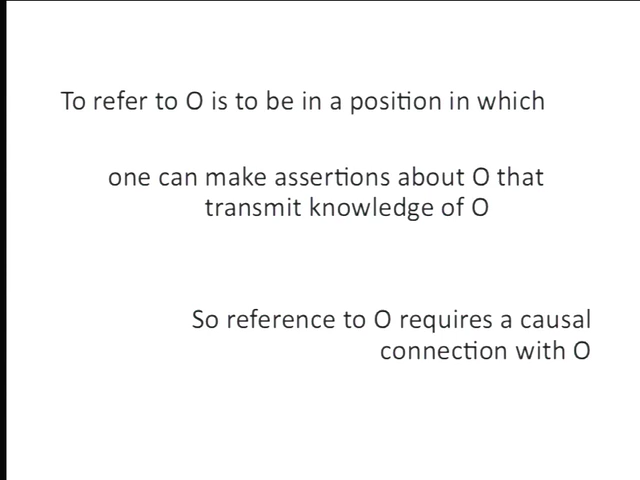 To refer to O is to be in a position in which
one can make assertions about O that
transmit knowledge of O
So reference to O requires a causal
connection with O